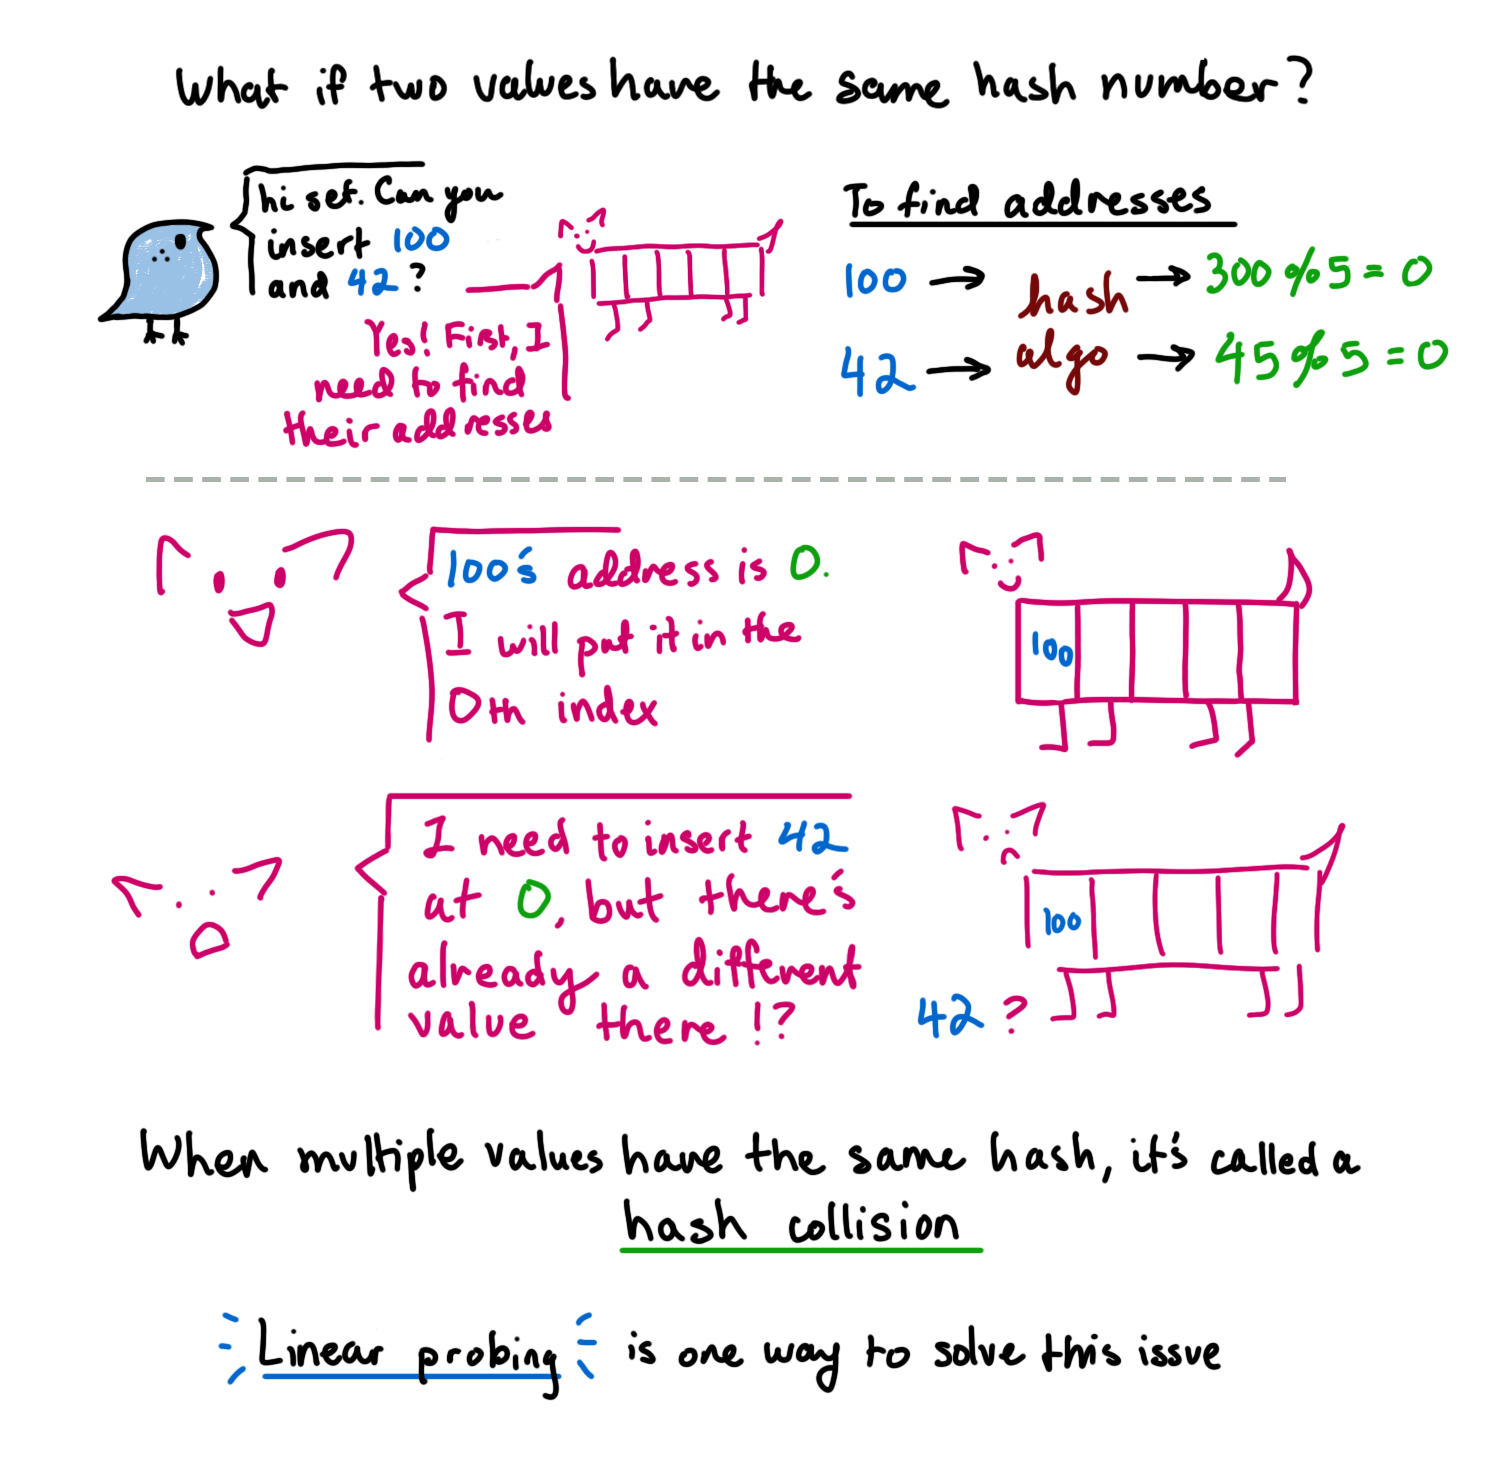 What if two values have the same hash number?
hi set. Can you
insert 100
and 42?
Yes! First, I
need to find
their addresses
To find addresses
100 → hash → 300 % 5 = 0
42 → algo → 45 % 5 = 0
100's address is 0.
I will put it in the
0th index
100
I need to insert 42
at 0, but there's
already a different
value there!?
100
42 ?
When multiple values have the same hash, it's called a
hash collision
Linear probing is one way to solve this issue